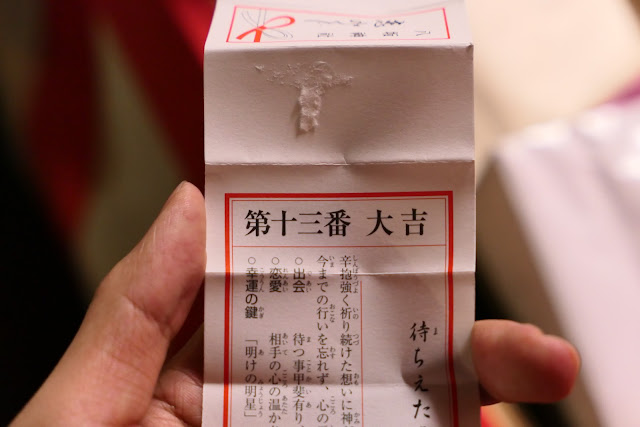 第十三番 大吉
待ちえた
辛抱強く祈り続けた想いに神
今までの行いを忘れず、心の
○出会 待つ事甲斐有り
○恋愛 相手の心の温か
○幸運の鍵 「明けの明星」